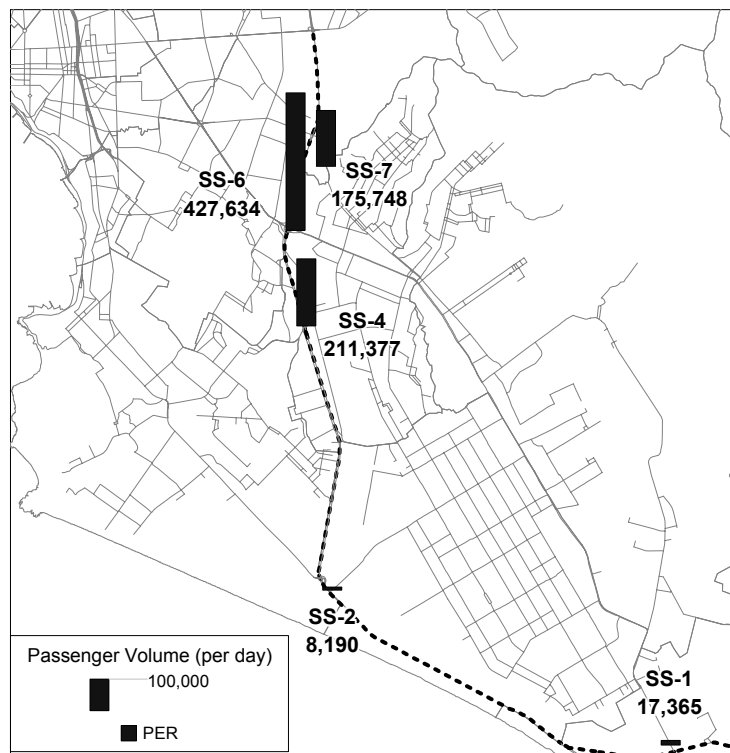 SS-6
427,634
SS-7
175,748
SS-4
211,377
SS-2
8,190
SS-1
17,365
Passenger Volume (per day)
100,000
PER